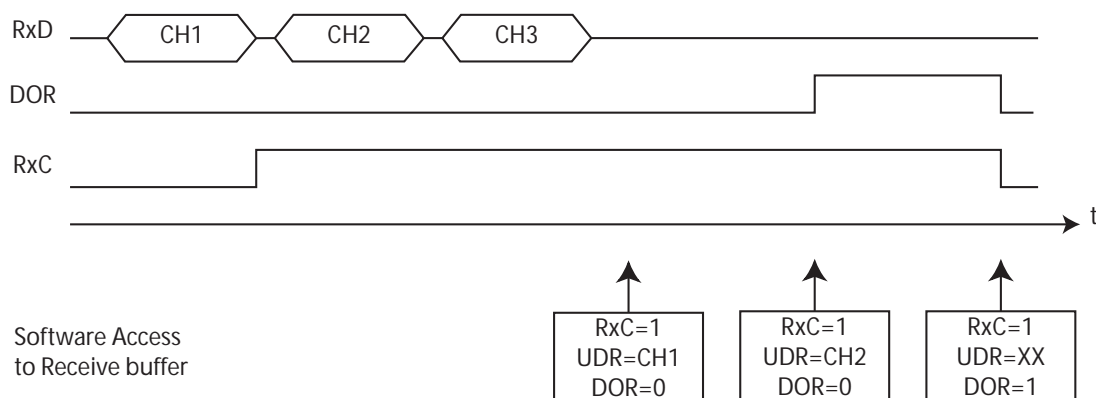 RxD
CH1
CH2
CH3
DOR
RxC
t
Software Access
to Receive buffer
RxC=1
UDR=CH1
DOR=0
RxC=1
UDR=CH2
DOR=0
RxC=1
UDR=XX
DOR=1